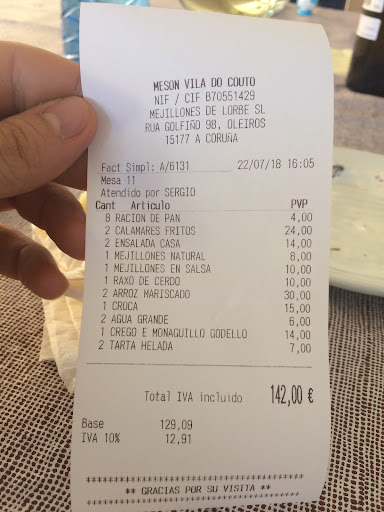 MESON VILA DO COUTO
NIF / CIF B70551429
MEJILLONES DE LORBE SL
RUA GOLFIÑO 98, OLEIROS
15177 A CORUÑA
Fact Simpl: A/6131 22/07/18 16:05
Mesa 11
Atendido por SERGIO
Cant Articulo PVP
8 RACION DE PAN 4,00
2 CALAMARES FRITOS 24,00
2 ENSALADA CASA 14,00
1 MEJILLONES NATURAL 8,00
1 MEJILLONES EN SALSA 10,00
1 RAXO DE CERDO 10,00
2 ARROZ MARISCADO 30,00
1 CROCA 15,00
2 AGUA GRANDE 6,00
1 CREGO E MONAGUILLO GODELLO 14,00
2 TARTA HELADA 7,00
Total IVA incluido 142,00 €
Base 129,09
IVA 10% 12,91
** GRACIAS POR SU VISITA **